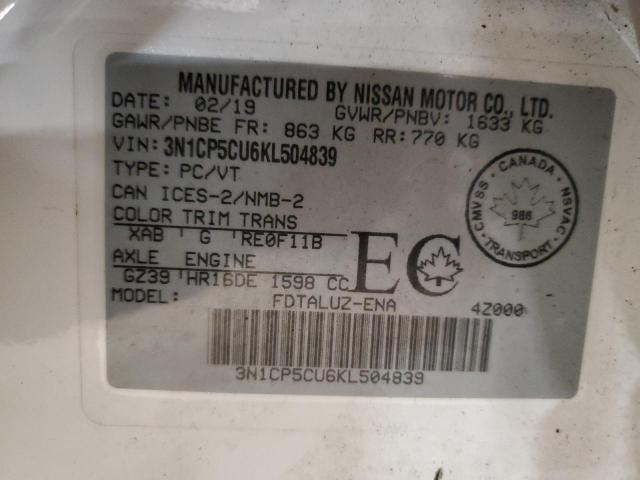 MANUFACTURED BY NISSAN MOTOR CO., LTD.
DATE: 02/19 GVWR/PNBV: 1633 KG
GAWR/PNBE FR: 863 KG RR: 770 KG
VIN: 3N1CP5CU6KL504839
TYPE: PC/VT
CAN ICES-2/NMB-2
COLOR TRIM TRANS
XAB G RE0F11B
AXLE ENGINE
GZ39 HR16DE 1598 CC
EC
MODEL: FDTALUZ-ENA 4Z000
3N1CP5CU6KL504839
CANADA
CMVSS
NSVAC
986
TRANSPORT